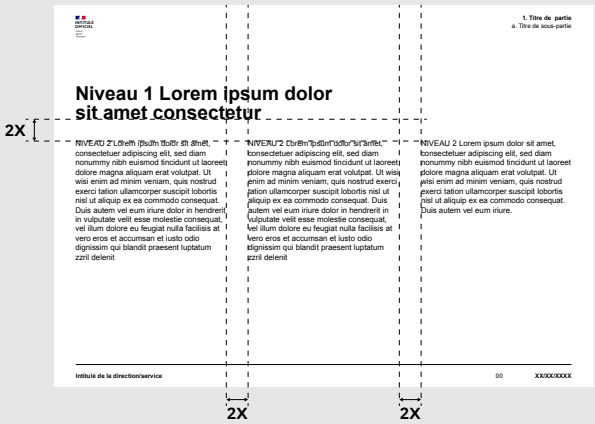 INTITULÉ
OFFICIEL
1. Titre de partie
a. Titre de sous-partie
Niveau 1 Lorem ipsum dolor
sit amet consectetur
2X
NIVEAU 2 Lorem ipsum dolor sit amet,
consectetuer adipiscing elit, sed diam
nonummy nibh euismod tincidunt ut laoreet
dolore magna aliquam erat volutpat. Ut
wisi enim ad minim veniam, quis nostrud
exerci tation ullamcorper suscipit lobortis
nisl ut aliquip ex ea commodo consequat.
Duis autem vel eum iriure dolor in hendrerit
in vulputate velit esse molestie consequat,
vel illum dolore eu feugiat nulla facilisis at
vero eros et accumsan et iusto odio
dignissim qui blandit praesent luptatum
zzril delenit
NIVEAU 2 Lorem ipsum dolor sit amet,
consectetuer adipiscing elit, sed diam
nonummy nibh euismod tincidunt ut laoreet
dolore magna aliquam erat volutpat. Ut wisi
enim ad minim veniam, quis nostrud exerci
tation ullamcorper suscipit lobortis nisl ut
aliquip ex ea commodo consequat. Duis
autem vel eum iriure dolor in hendrerit in
vulputate velit esse molestie consequat,
vel illum dolore eu feugiat nulla facilisis at
vero eros et accumsan et iusto odio
dignissim qui blandit praesent luptatum
zzril delenit
NIVEAU 2 Lorem ipsum dolor sit amet,
consectetuer adipiscing elit, sed diam
nonummy nibh euismod tincidunt ut laoreet
dolore magna aliquam erat volutpat. Ut
wisi enim ad minim veniam, quis nostrud
exerci tation ullamcorper suscipit lobortis
nisl ut aliquip ex ea commodo consequat.
Duis autem vel eum iriure.
Intitulé de la direction/service
00
XX/XX/XXXX
2X
2X